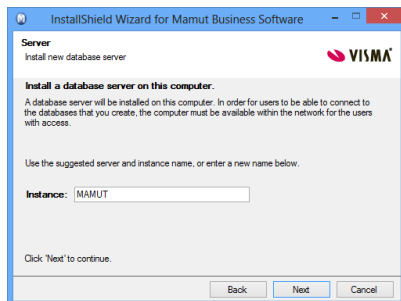 InstallShield Wizard for Mamut Business Software
Server
Install new database server
VISMA
Install a database server on this computer.
A database server will be installed on this computer. In order for users to be able to connect to
the databases that you create, the computer must be available within the network for the users
with access.
Use the suggested server and instance name, or enter a new name below.
Instance: MAMUT
Click 'Next' to continue.
Back Next Cancel